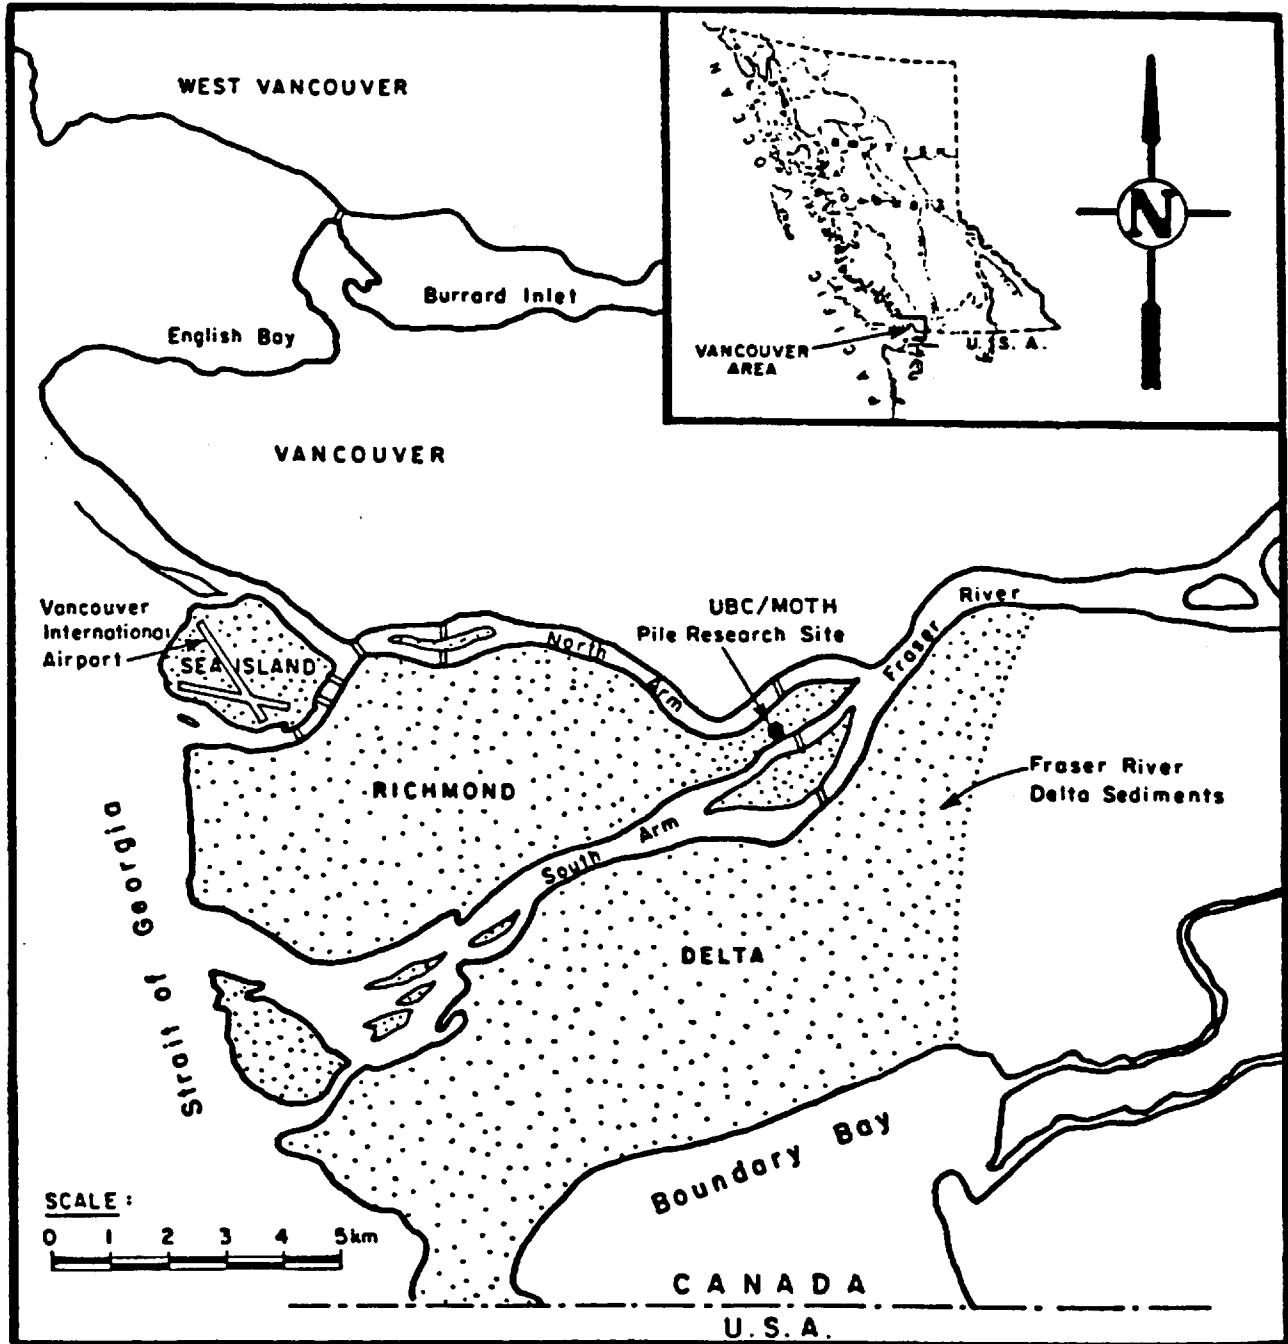 WEST VANCOUVER
Burrard Inlet
English Bay
VANCOUVER
AREA
U. S. A.
N
VANCOUVER
Vancouver
International
Airport
SEA ISLAND
North Arm
UBC/MOTH
Pile Research Site
Fraser River
RICHMOND
Fraser River
Delta Sediments
South Arm
Strait of Georgia
DELTA
Boundary Bay
SCALE:
0 1 2 3 4 5km
CANADA
U.S.A.